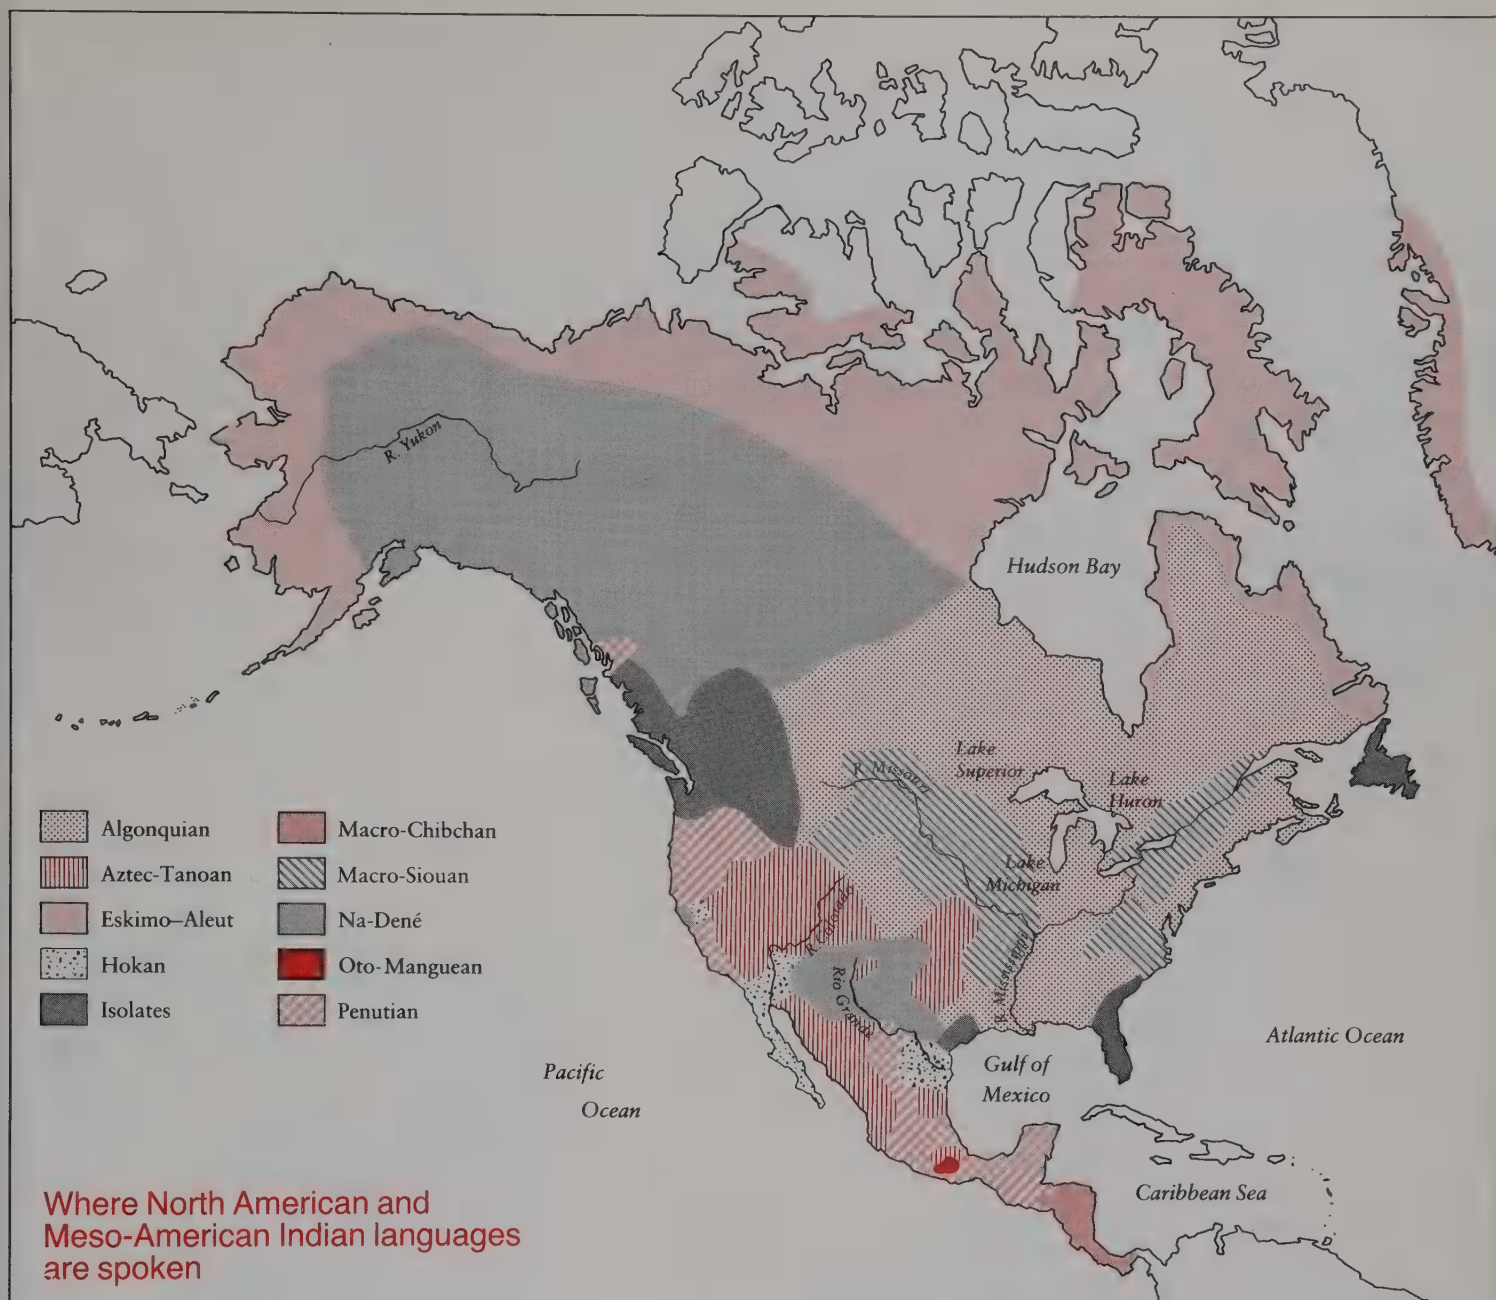 R. Yukon
Hudson Bay
Lake
Superior
R. Missouri
Lake
Huron
Lake
Michigan
R. Colorado
R. Mississippi
Rio Grande
Gulf of
Mexico
Atlantic Ocean
Pacific
Ocean
Caribbean Sea
Algonquian
Aztec-Tanoan
Eskimo–Aleut
Hokan
Isolates
Macro-Chibchan
Macro-Siouan
Na-Dené
Oto-Manguean
Penutian
Where North American and
Meso-American Indian languages
are spoken